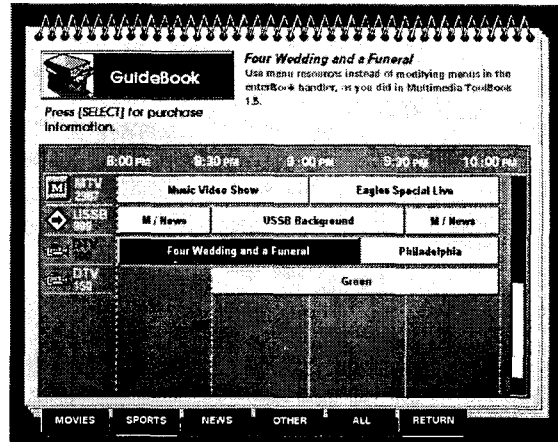 GuideBook
Four Wedding and a Funeral
Use menu resources instead of modifying menus in the
enterBook handler, as you did in Multimedia ToolBook
1.5.
Press [SELECT] for purchase
information.
8:00 PM 8:30 PM 9:00 PM 9:30 PM 10:00 PM
M MTV
Music Video Show Eagles Special Live
USSB
M / News USSB Background M / News
DTV
Four Wedding and a Funeral Philadelphia
DTV
150
Green
MOVIES SPORTS NEWS OTHER ALL RETURN